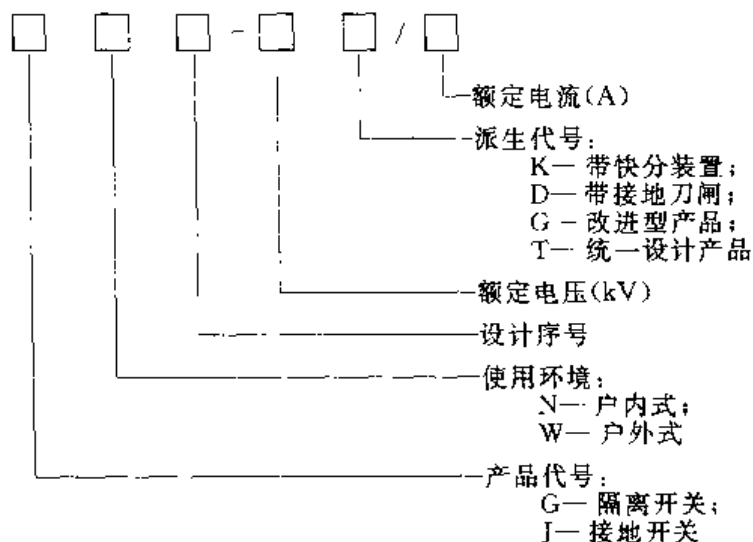 □ □ □ - □ □ / □
额定电流(A)
派生代号:
K— 带快分装置;
D— 带接地刀闸;
G - 改进型产品;
T— 统一设计产品
额定电压(kV)
设计序号
使用环境:
N— 户内式;
W— 户外式
产品代号:
G— 隔离开关;
J— 接地开关